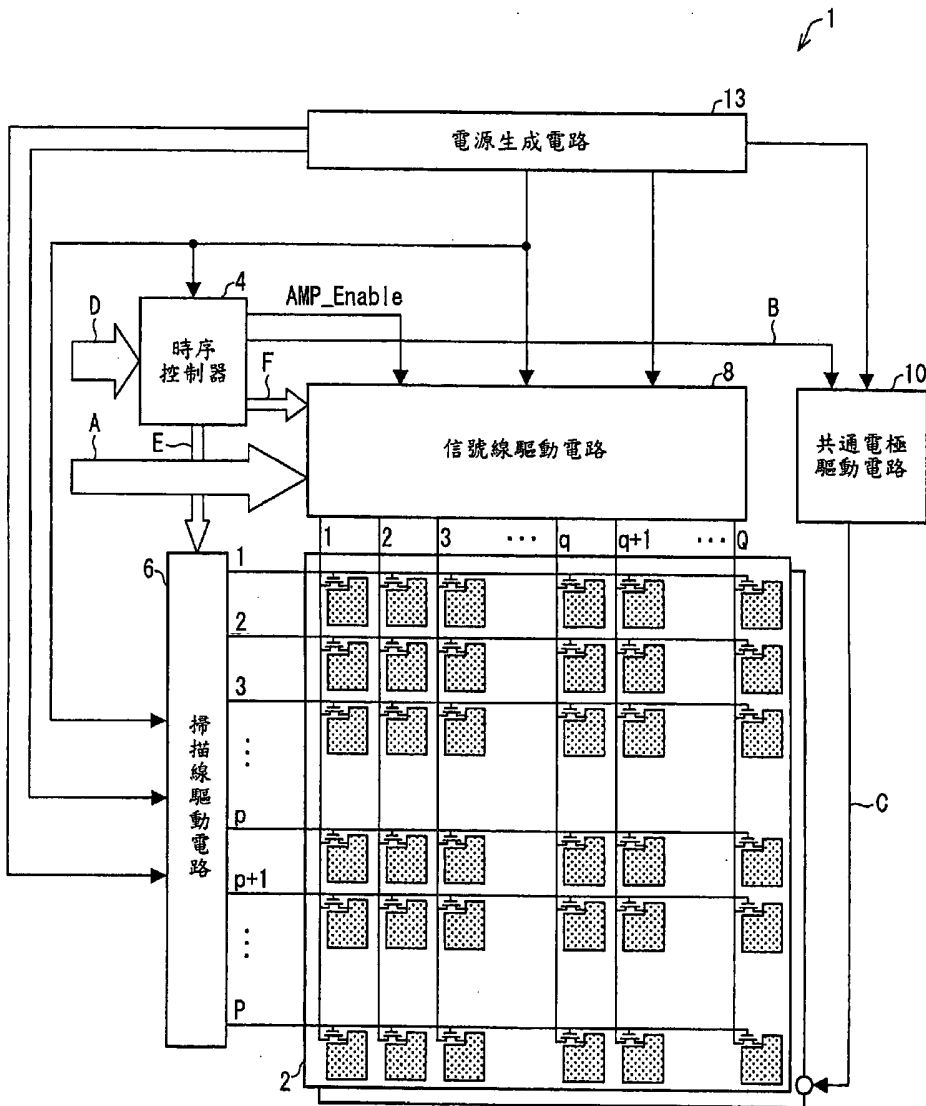 1
13
電源生成電路
4
AMP_Enable
D
B
時序
控制器
F
8
10
A
E
信號線驅動電路
共通電極
驅動電路
1 2 3 ··· q q+1 ··· Q
6
1
2
3
⋮
掃描線驅動電路
p
p+1
⋮
P
C
2